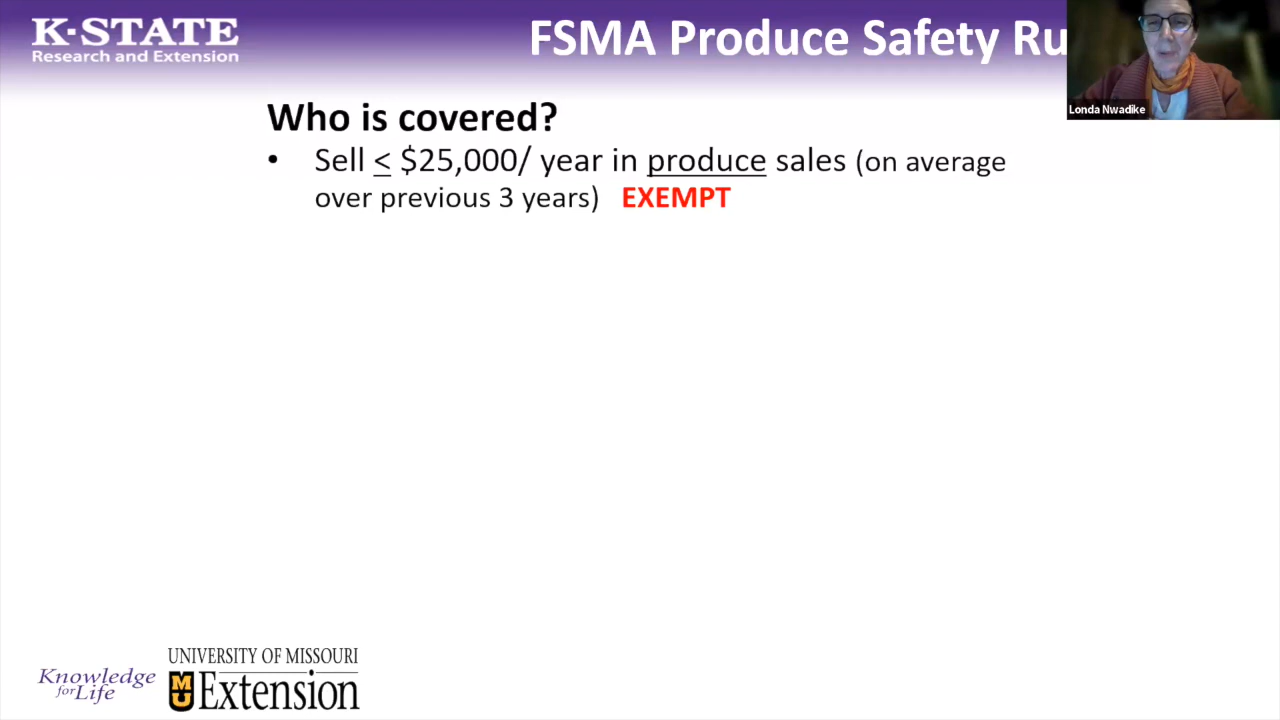 K-STATE
Research and Extension
FSMA Produce Safety Ru
Londa Nwadike
Who is covered?
• Sell < $25,000/ year in produce sales (on average
over previous 3 years) EXEMPT
Knowledge
for Life
UNIVERSITY OF MISSOURI
MU Extension